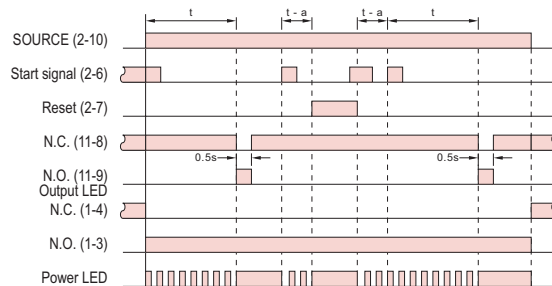 t t - a t - a t
SOURCE (2-10)
Start signal (2-6)
Reset (2-7)
N.C. (11-8)
0.5s 0.5s
N.O. (11-9)
Output LED
N.C. (1-4)
N.O. (1-3)
Power LED